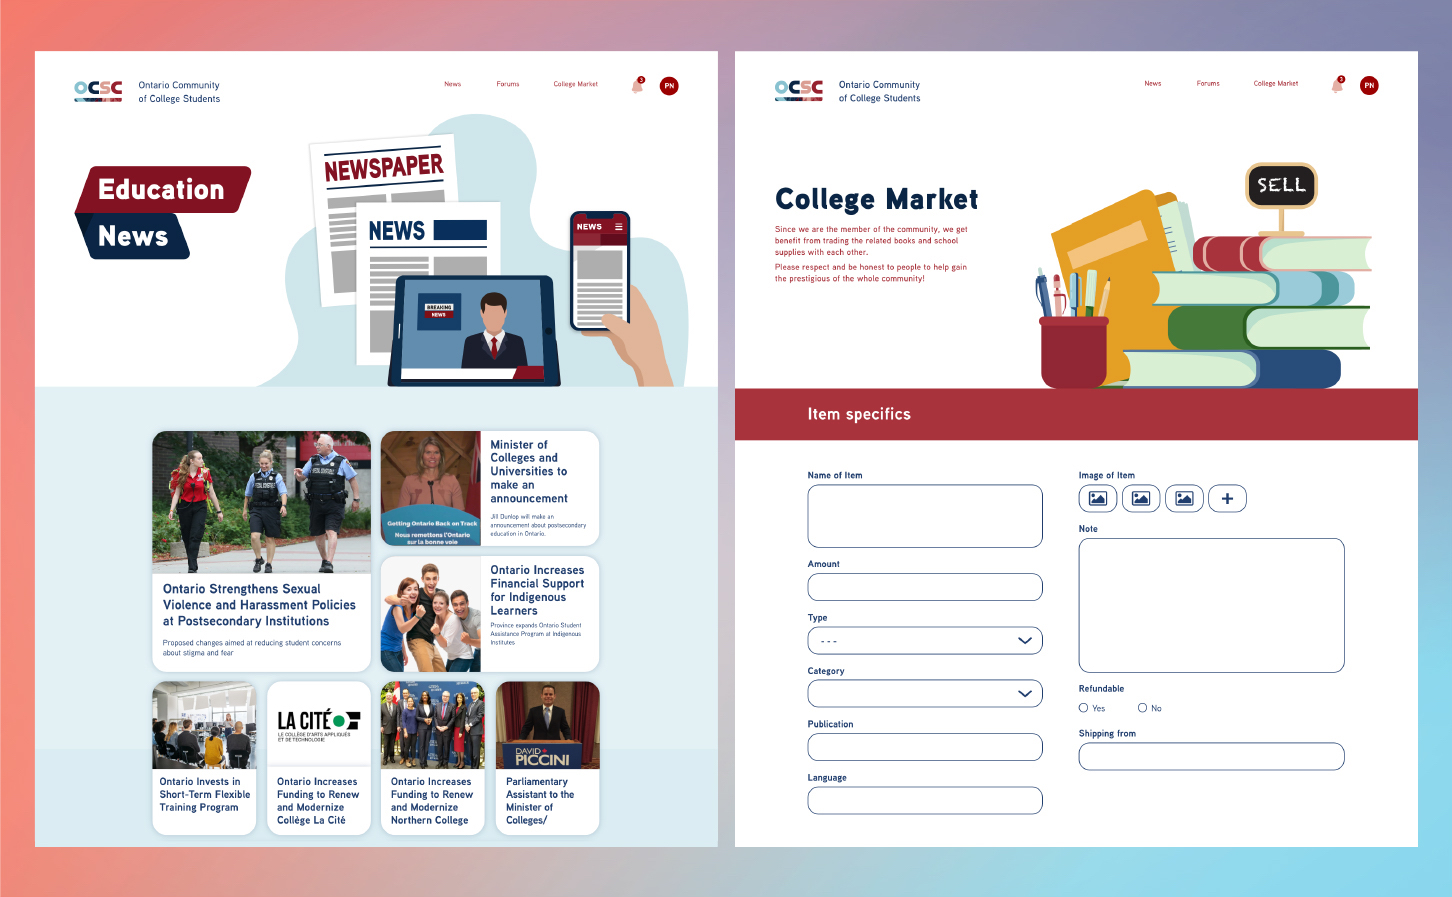 OCSC
Ontario Community
of College Students
News
Forums
College Market
3
PN
Education
News
NEWSPAPER
NEWS
NEWS
BREAKING
NEWS
Minister of
Colleges and
Universities to
make an
announcement
Jill Dunlop will make an
announcement about postsecondary
education in Ontario.
Getting Ontario Back on Track
Nous remettons l'Ontario
sur la bonne voie
Ontario Strengthens Sexual
Violence and Harassment Policies
at Postsecondary Institutions
Proposed changes aimed at reducing student concerns
about stigma and fear
Ontario Increases
Financial Support
for Indigenous
Learners
Province expands Ontario Student
Assistance Program at Indigenous
Institutes
LA CITÉ
LE COLLÈGE D'ARTS APPLIQUÉS
ET DE TECHNOLOGIE
DAVID
PICCINI
Ontario Invests in
Short-Term Flexible
Training Program
Ontario Increases
Funding to Renew
and Modernize
Collège La Cité
Ontario Increases
Funding to Renew
and Modernize
Northern College
Parliamentary
Assistant to the
Minister of
Colleges/
OCSC
Ontario Community
of College Students
News
Forums
College Market
3
PN
College Market
Since we are the member of the community, we get
benefit from trading the related books and school
supplies with each other.
Please respect and be honest to people to help gain
the prestigious of the whole community!
SELL
Item specifics
Name of Item
Amount
Type
---
Category
Publication
Language
Image of Item
+
Note
Refundable
Yes
No
Shipping from